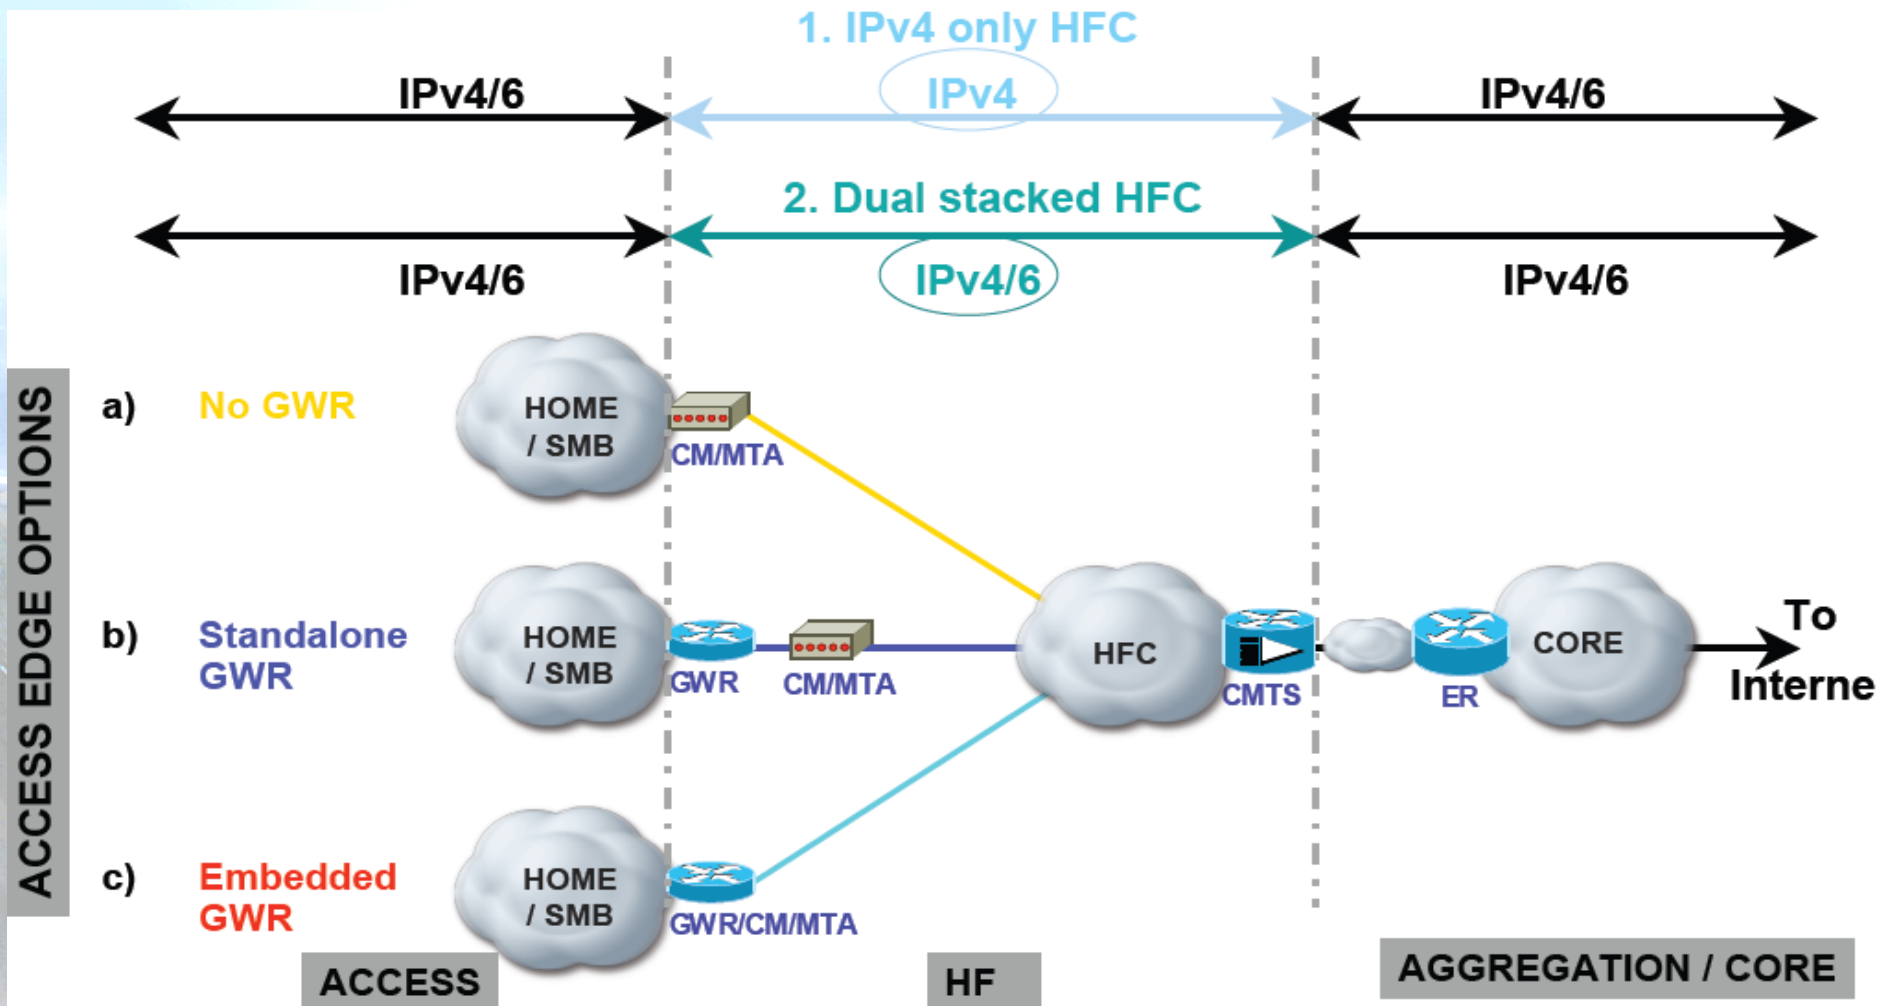 1. IPv4 only HFC
IPv4/6
IPv4
IPv4/6
2. Dual stacked HFC
IPv4/6
IPv4/6
IPv4/6
ACCESS EDGE OPTIONS
a)
No GWR
HOME
/ SMB
CM/MTA
b)
Standalone
GWR
HOME
/ SMB
GWR
CM/MTA
HFC
CMTS
ER
CORE
To
Interne
c)
Embedded
GWR
HOME
/ SMB
GWR/CM/MTA
ACCESS
HF
AGGREGATION / CORE